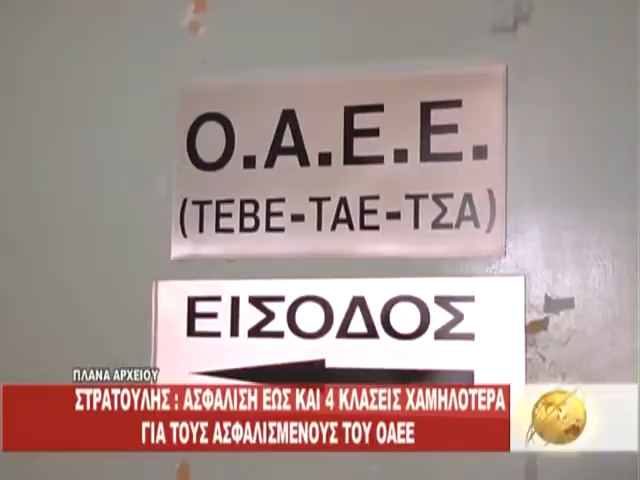 Ο.Α.Ε.Ε.
(ΤΕΒΕ-ΤΑΕ-ΤΣΑ)
ΕΙΣΟΔΟΣ
ΠΛΑΝΑ ΑΡΧΕΙΟΥ
ΣΤΡΑΤΟΥΛΗΣ : ΑΣΦΑΛΙΣΗ ΕΩΣ ΚΑΙ 4 ΚΛΑΣΕΙΣ ΧΑΜΗΛΟΤΕΡΑ
ΓΙΑ ΤΟΥΣ ΑΣΦΑΛΙΣΜΕΝΟΥΣ ΤΟΥ ΟΑΕΕ